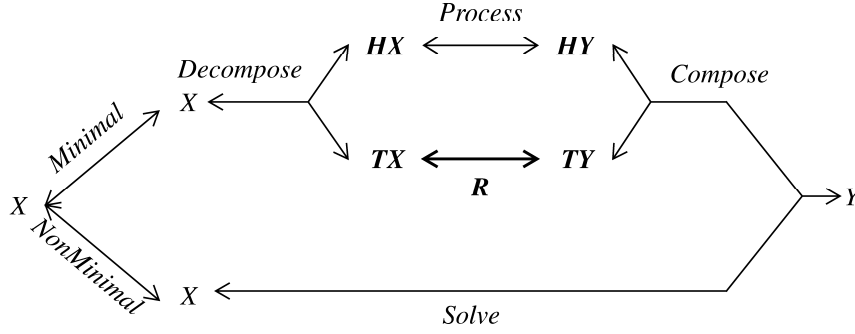 Process
HX HY
Decompose
Compose
X
Minimal
TX TY
R
X
Y
NonMinimal
X
Solve